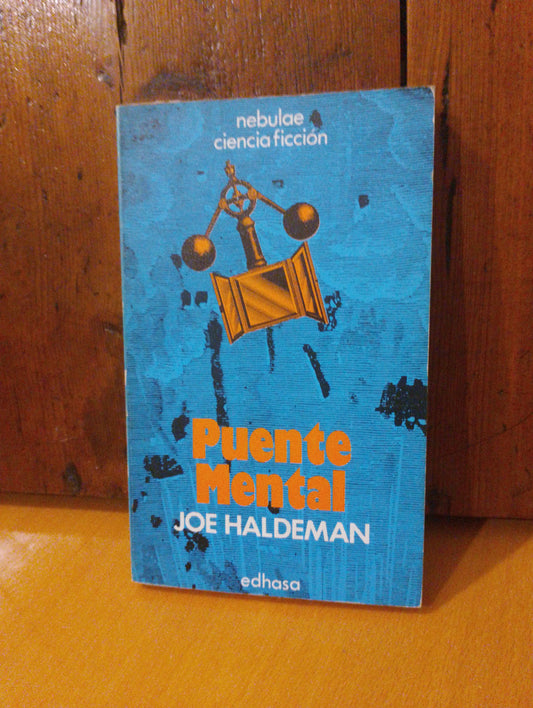 nebulae
ciencia ficción
Puente
Mental
JOE HALDEMAN
edhasa